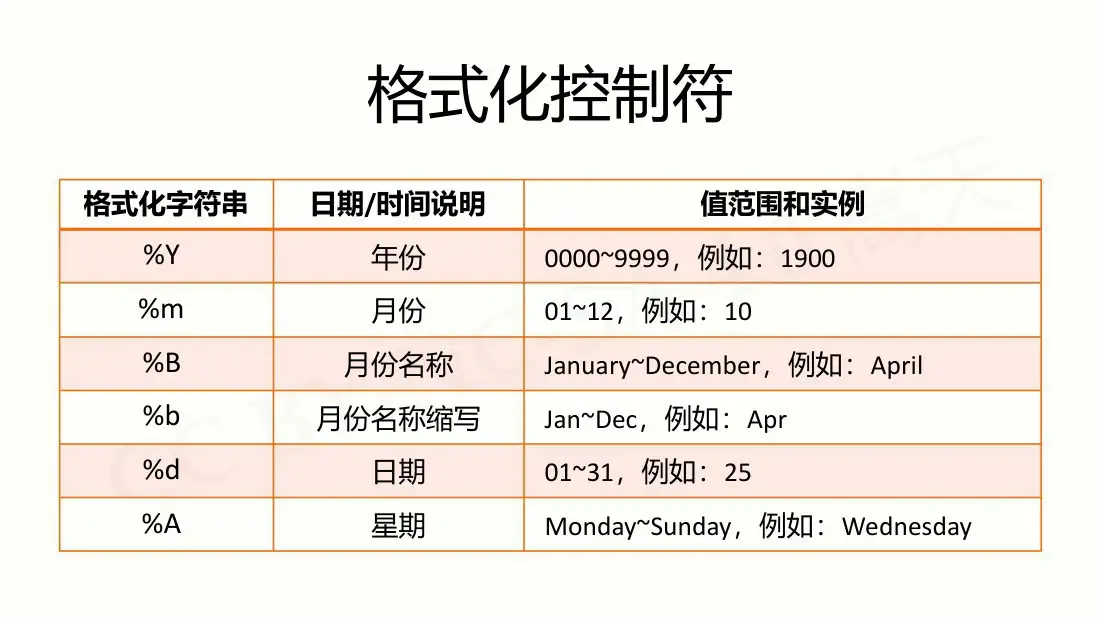 格式化控制符
格式化字符串 日期/时间说明 值范围和实例
%Y 年份 0000~9999，例如：1900
%m 月份 01~12，例如：10
%B 月份名称 January~December，例如：April
%b 月份名称缩写 Jan~Dec，例如：Apr
%d 日期 01~31，例如：25
%A 星期 Monday~Sunday，例如：Wednesday